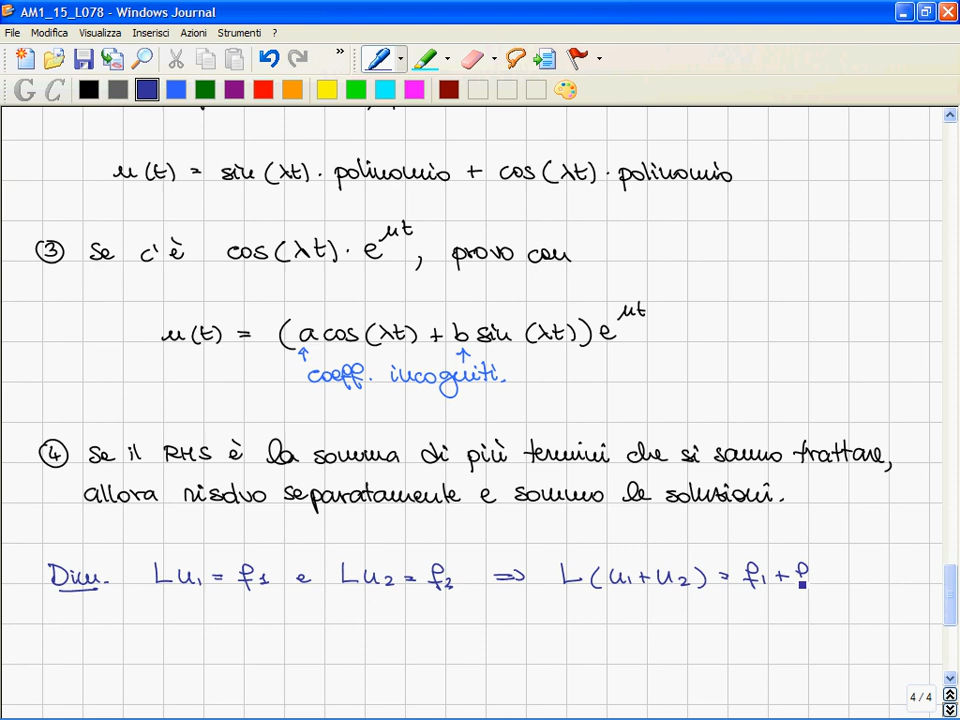 AM1_15_L078 - Windows Journal
File Modifica Visualizza Inserisci Azioni Strumenti ?
u(t) = sin(λt)·polinomio + cos(λt)·polinomio
③ Se c'è cos(λt)·e^{μt}, provo con
u(t) = (a cos(λt) + b sin(λt)) e^{μt}
↑ ↑
coeff. incogniti.
④ Se il RHS è la somma di più termini che si sanno trattare,
allora risolvo separatamente e sommo le soluzioni.
Dim. Lu₁ = f₁ e Lu₂ = f₂ ⇒ L(u₁+u₂) = f₁+f
4 / 4